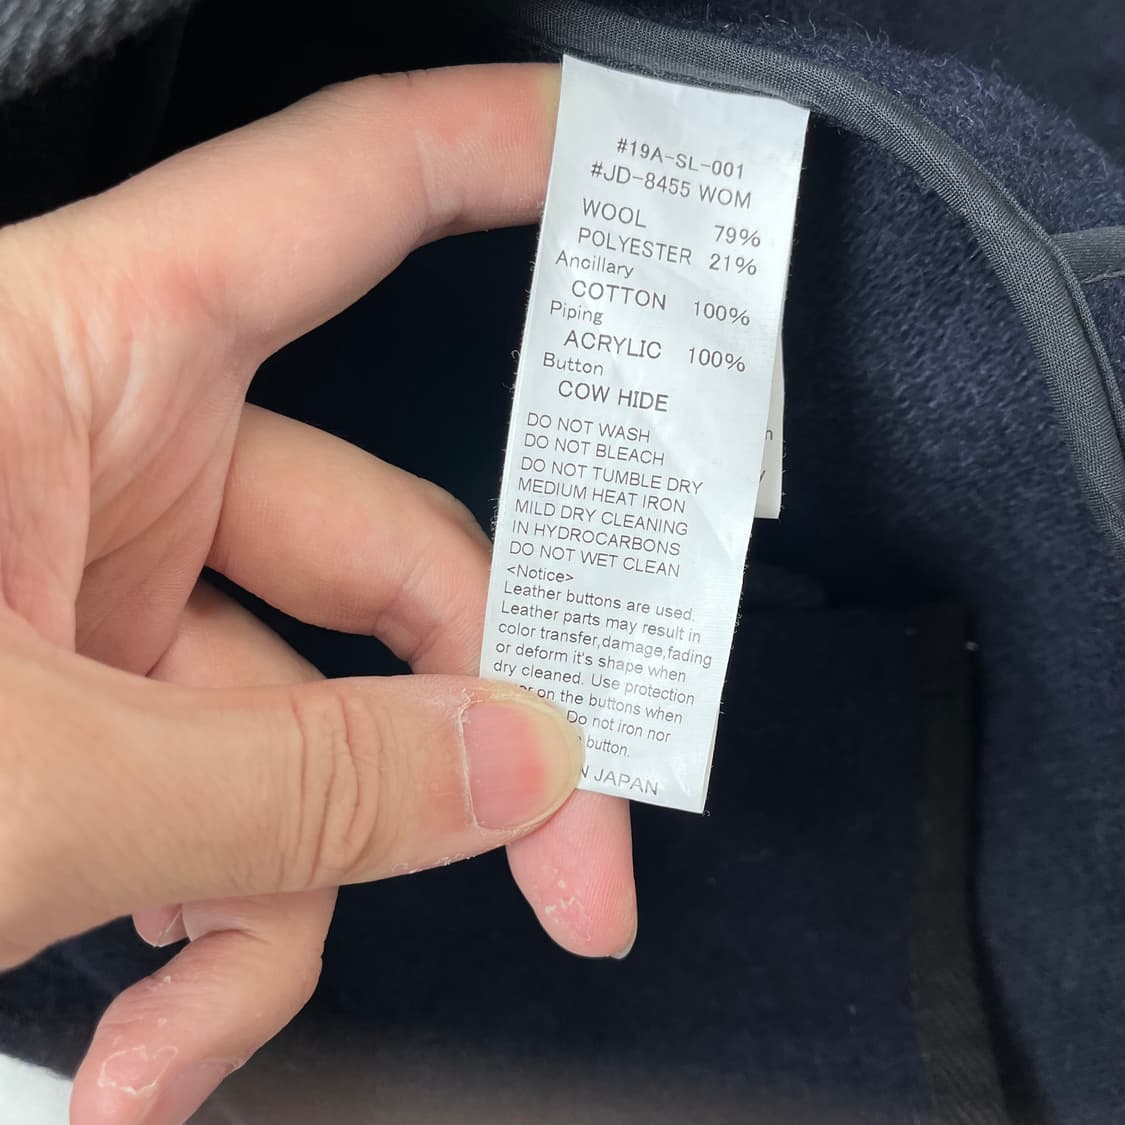 #19A-SL-001
#JD-8455 WOM
WOOL 79%
POLYESTER 21%
Ancillary
COTTON 100%
Piping
ACRYLIC 100%
Button
COW HIDE
DO NOT WASH
DO NOT BLEACH
DO NOT TUMBLE DRY
MEDIUM HEAT IRON
MILD DRY CLEANING
IN HYDROCARBONS
DO NOT WET CLEAN
<Notice>
Leather buttons are used.
Leather parts may result in
color transfer,damage,fading
or deform it's shape when
dry cleaned. Use protection
on the buttons when
Do not iron nor
button.
JAPAN